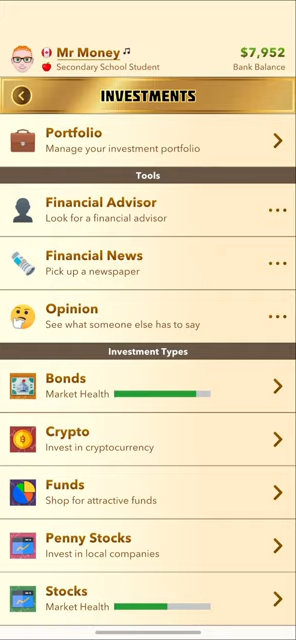 Mr Money
$7,952
Secondary School Student
Bank Balance
INVESTMENTS
Portfolio
Manage your investment portfolio
Tools
Financial Advisor
Look for a financial advisor
Financial News
Pick up a newspaper
Opinion
See what someone else has to say
Investment Types
Bonds
Market Health
Crypto
Invest in cryptocurrency
Funds
Shop for attractive funds
Penny Stocks
Invest in local companies
Stocks
Market Health